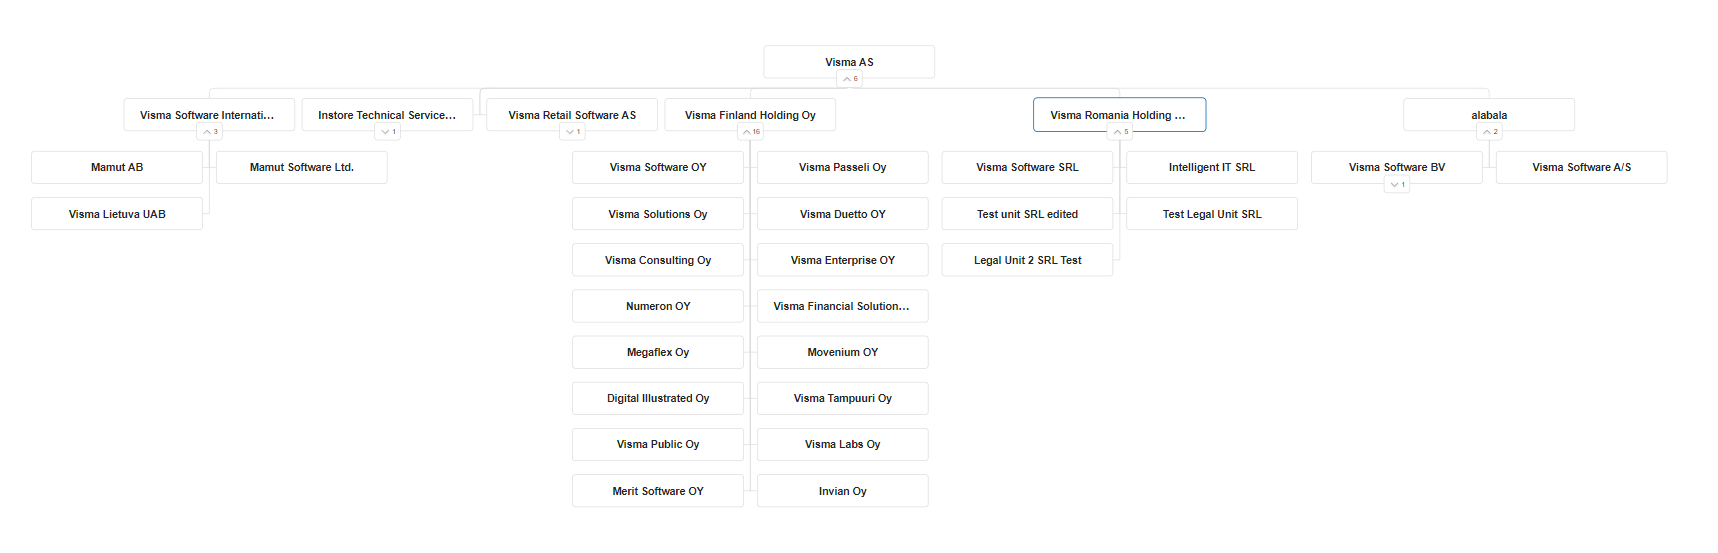 Visma AS
6
Visma Software Internati...
Instore Technical Service...
Visma Retail Software AS
Visma Finland Holding Oy
Visma Romania Holding ...
alabala
3
1
1
16
5
2
Mamut AB
Mamut Software Ltd.
Visma Software OY
Visma Passeli Oy
Visma Software SRL
Intelligent IT SRL
Visma Software BV
Visma Software A/S
1
Visma Lietuva UAB
Visma Solutions Oy
Visma Duetto OY
Test unit SRL edited
Test Legal Unit SRL
Visma Consulting Oy
Visma Enterprise OY
Legal Unit 2 SRL Test
Numeron OY
Visma Financial Solution...
Megaflex Oy
Movenium OY
Digital Illustrated Oy
Visma Tampuuri Oy
Visma Public Oy
Visma Labs Oy
Merit Software OY
Invian Oy